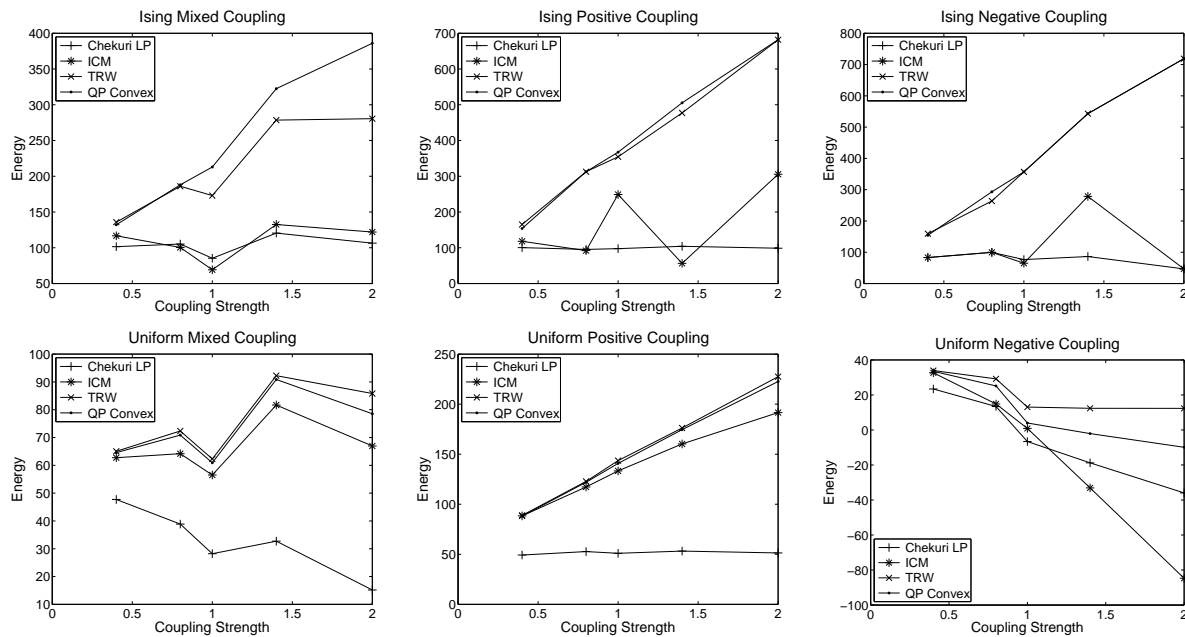 Ising Mixed Coupling
400
350
300
250
200
150
100
50
Energy
Chekuri LP
ICM
TRW
QP Convex
0 0.5 1 1.5 2
Coupling Strength
Ising Positive Coupling
700
600
500
400
300
200
100
0
Energy
Chekuri LP
ICM
TRW
QP Convex
0 0.5 1 1.5 2
Coupling Strength
Ising Negative Coupling
800
700
600
500
400
300
200
100
0
Energy
Chekuri LP
ICM
TRW
QP Convex
0 0.5 1 1.5 2
Coupling Strength
Uniform Mixed Coupling
100
90
80
70
60
50
40
30
20
10
Energy
Chekuri LP
ICM
TRW
QP Convex
0 0.5 1 1.5 2
Coupling Strength
Uniform Positive Coupling
250
200
150
100
50
0
Energy
Chekuri LP
ICM
TRW
QP Convex
0 0.5 1 1.5 2
Coupling Strength
Uniform Negative Coupling
40
20
0
−20
−40
−60
−80
−100
Energy
Chekuri LP
ICM
TRW
QP Convex
0 0.5 1 1.5 2
Coupling Strength